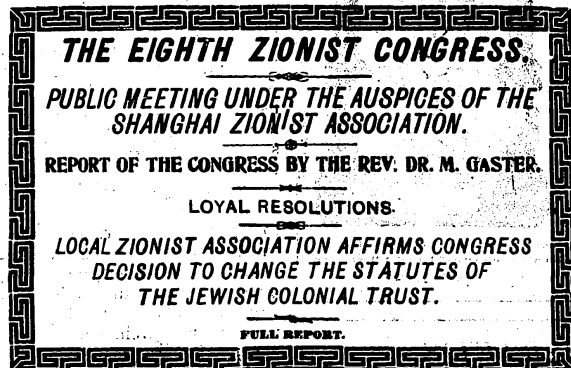 THE EIGHTH ZIONIST CONGRESS.
PUBLIC MEETING UNDER THE AUSPICES OF THE
SHANGHAI ZIONIST ASSOCIATION.
REPORT OF THE CONGRESS BY THE REV. DR. M. GASTER.
LOYAL RESOLUTIONS.
LOCAL ZIONIST ASSOCIATION AFFIRMS CONGRESS
DECISION TO CHANGE THE STATUTES OF
THE JEWISH COLONIAL TRUST.
FULL REPORT.